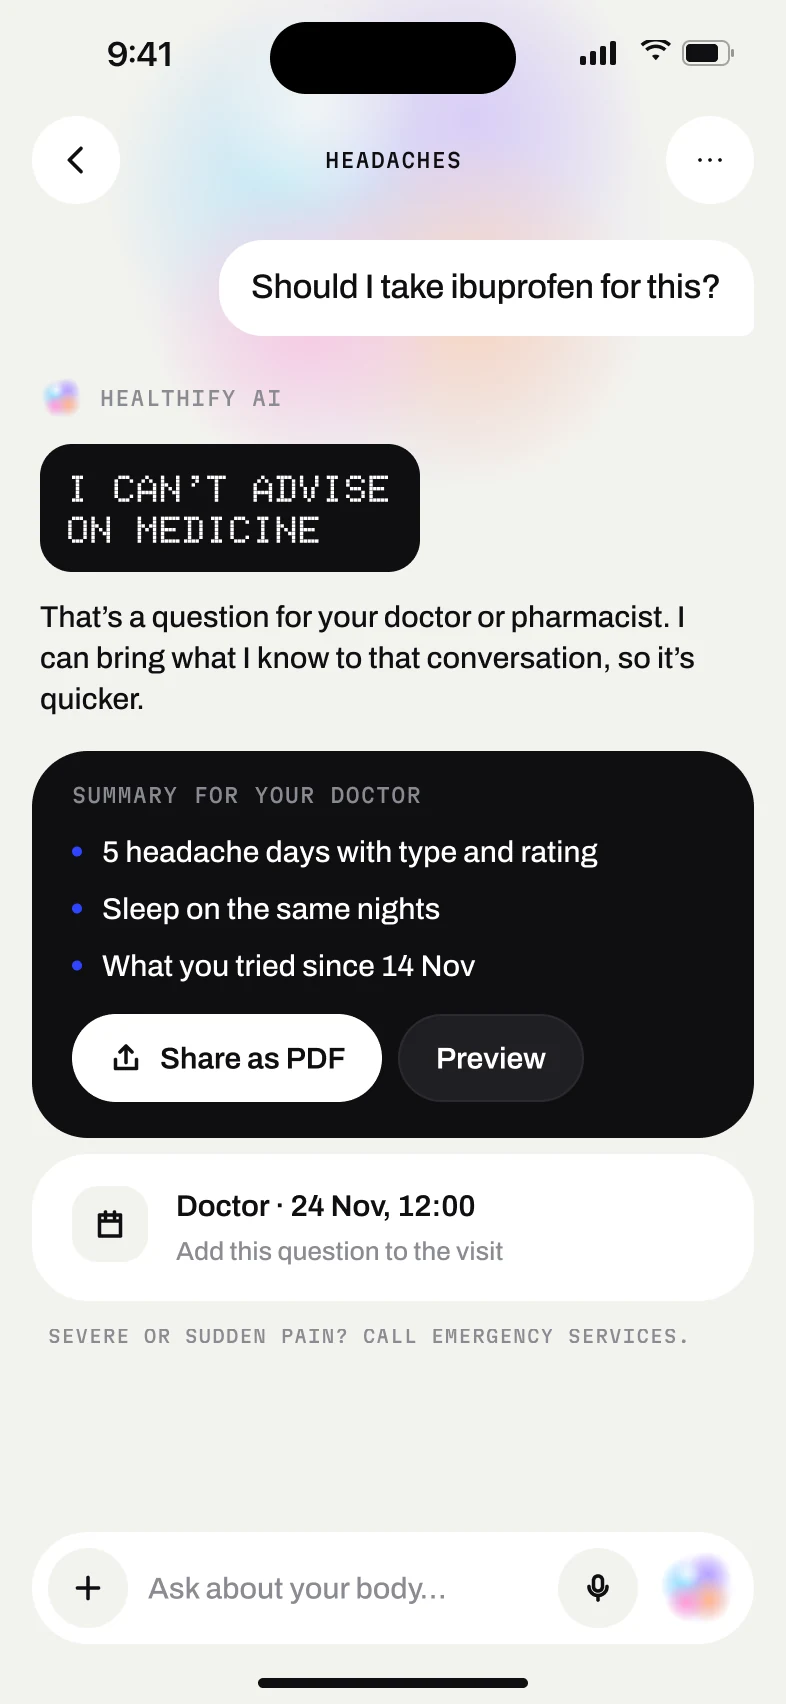 9:41
HEADACHES
Should I take ibuprofen for this?
HEALTHIFY AI
I CAN’T ADVISE
ON MEDICINE
That’s a question for your doctor or pharmacist. I
can bring what I know to that conversation, so it’s
quicker.
SUMMARY FOR YOUR DOCTOR
• 5 headache days with type and rating
• Sleep on the same nights
• What you tried since 14 Nov
Share as PDF
Preview
Doctor · 24 Nov, 12:00
Add this question to the visit
SEVERE OR SUDDEN PAIN? CALL EMERGENCY SERVICES.
Ask about your body...